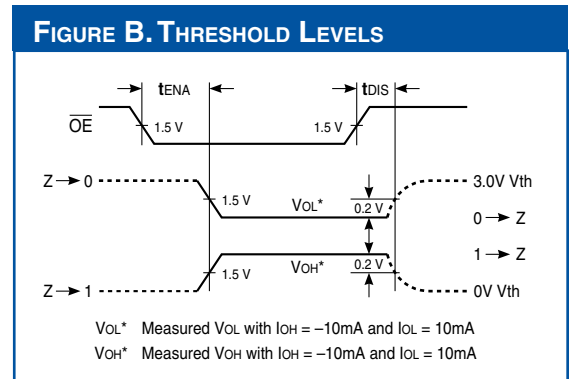 FIGURE B. THRESHOLD LEVELS
tENA
tDIS
OE
1.5 V
1.5 V
Z → 0
1.5 V
VOL*
0.2 V
3.0V Vth
0 → Z
1 → Z
1.5 V
VOH*
0.2 V
Z → 1
0V Vth
VOL* Measured VOL with IOH = –10mA and IOL = 10mA
VOH* Measured VOH with IOH = –10mA and IOL = 10mA